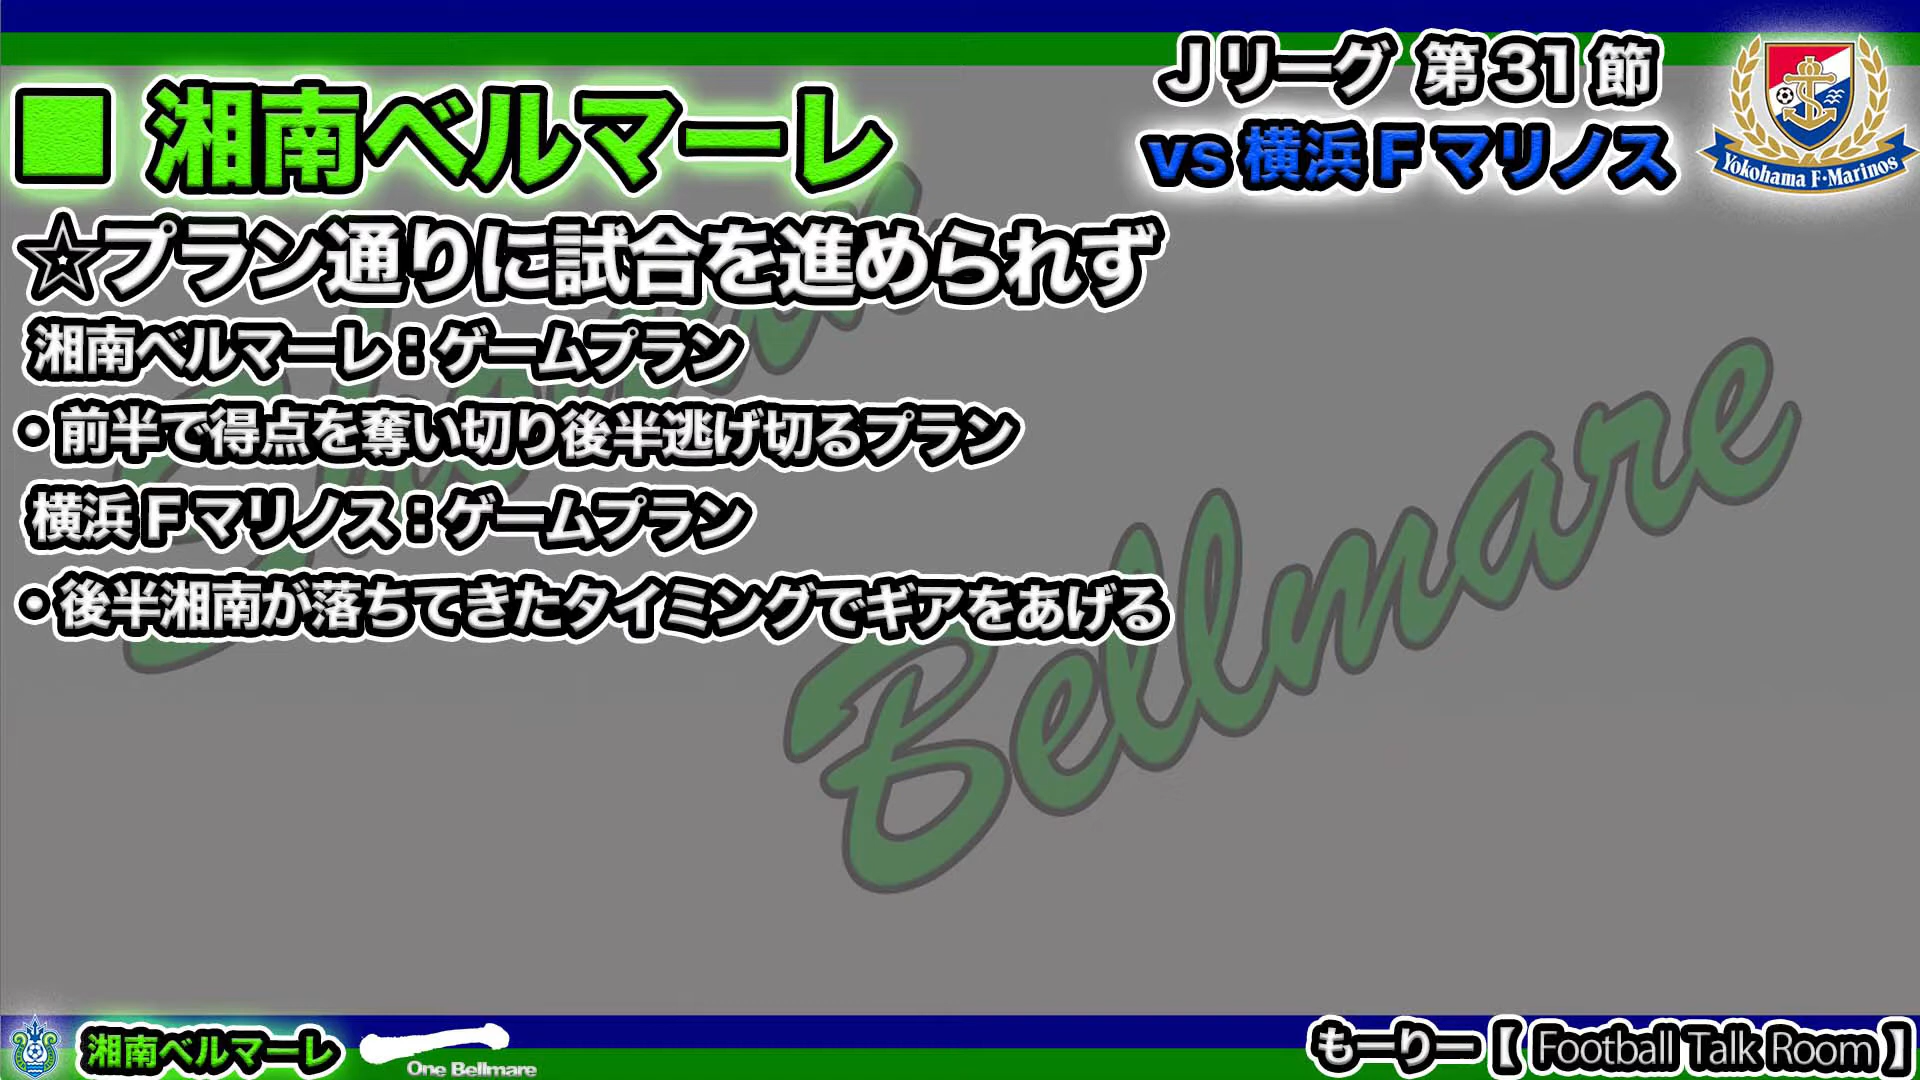 ■ 湘南ベルマーレ
Jリーグ 第31節
vs横浜Fマリノス
Yokohama F・Marinos
☆プラン通りに試合を進められず
湘南ベルマーレ：ゲームプラン
・前半で得点を奪い切り後半逃げ切るプラン
横浜Fマリノス：ゲームプラン
・後半湘南が落ちてきたタイミングでギアをあげる
Shonan
Bellmare
湘南ベルマーレ
One Bellmare
もーりー【 Football Talk Room 】